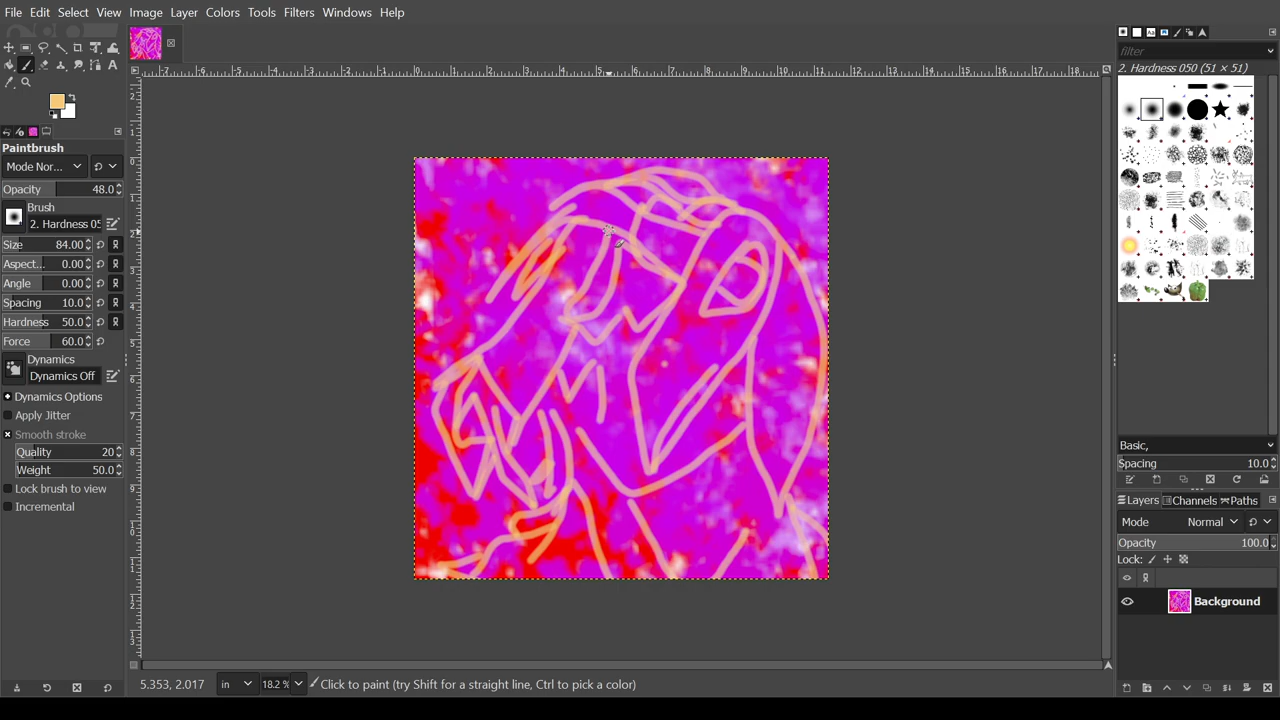 File Edit Select View Image Layer Colors Tools Filters Windows Help
Paintbrush
Mode Nor...
Opacity 48.0
Brush
2. Hardness 05
Size 84.00
Aspect... 0.00
Angle 0.00
Spacing 10.0
Hardness 50.0
Force 60.0
Dynamics
Dynamics Off
Dynamics Options
Apply Jitter
Smooth stroke
Quality 20
Weight 50.0
Lock brush to view
Incremental
5.353, 2.017 in 18.2 % Click to paint (try Shift for a straight line, Ctrl to pick a color)
filter
2. Hardness 050 (51 × 51)
Basic,
Spacing 10.0
Layers Channels Paths
Mode Normal
Opacity 100.0
Lock:
Background